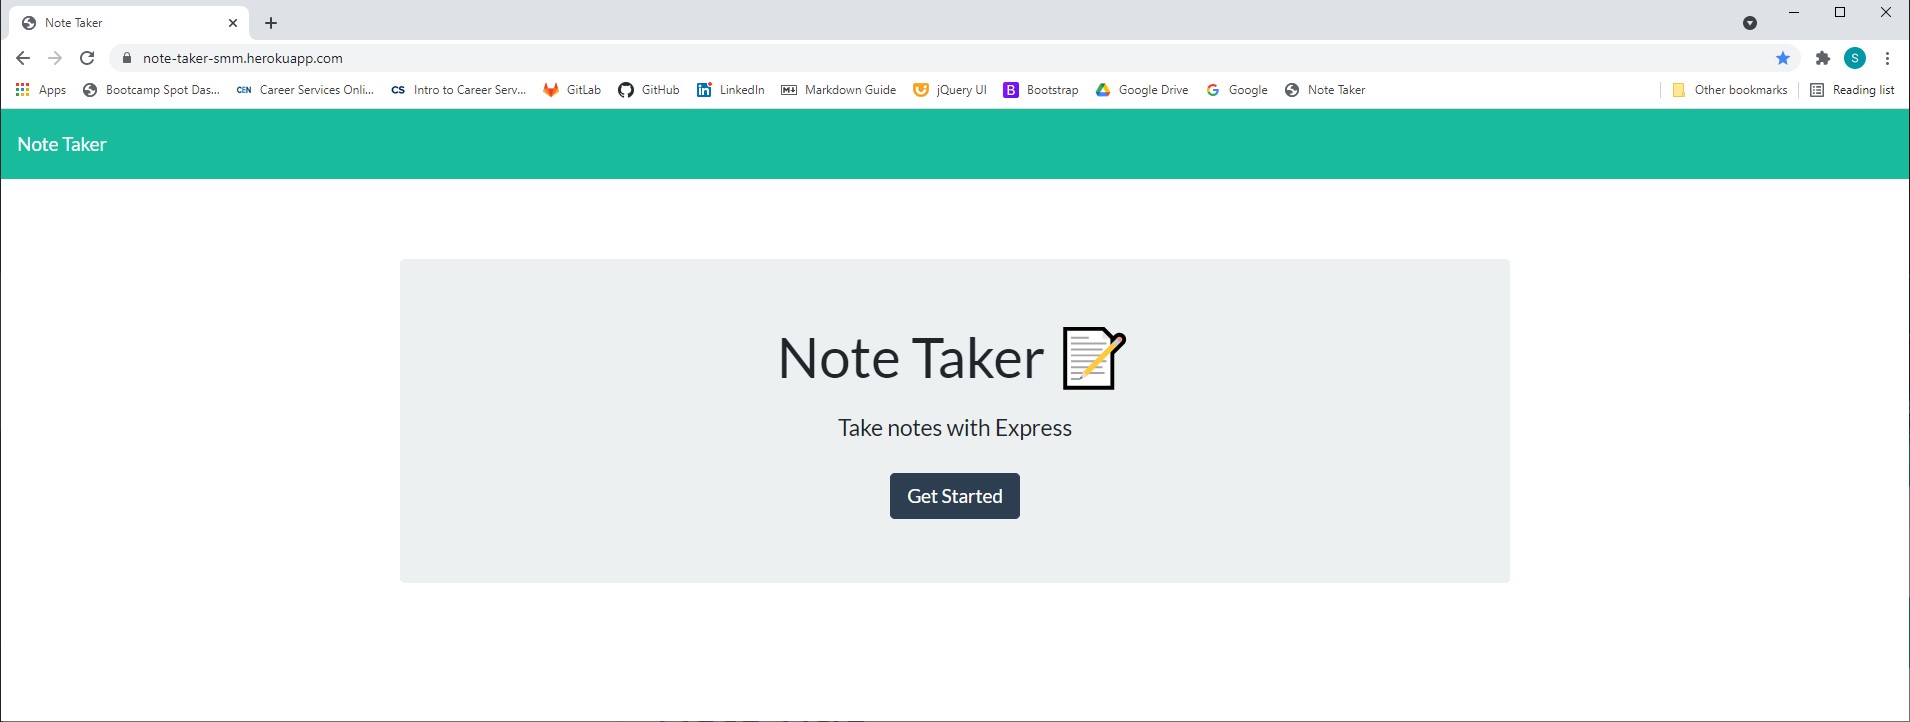 Note Taker
note-taker-smm.herokuapp.com
S
Apps Bootcamp Spot Das... CEN Career Services Onli... CS Intro to Career Serv... GitLab GitHub in LinkedIn M Markdown Guide jQuery UI B Bootstrap Google Drive G Google Note Taker Other bookmarks Reading list
Note Taker
Note Taker
Take notes with Express
Get Started